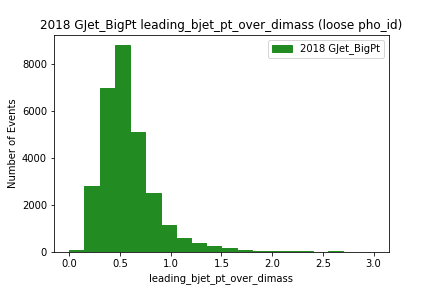 2018 GJet_BigPt leading_bjet_pt_over_dimass (loose pho_id)
2018 GJet_BigPt
Number of Events
8000
6000
4000
2000
0
0.0 0.5 1.0 1.5 2.0 2.5 3.0
leading_bjet_pt_over_dimass